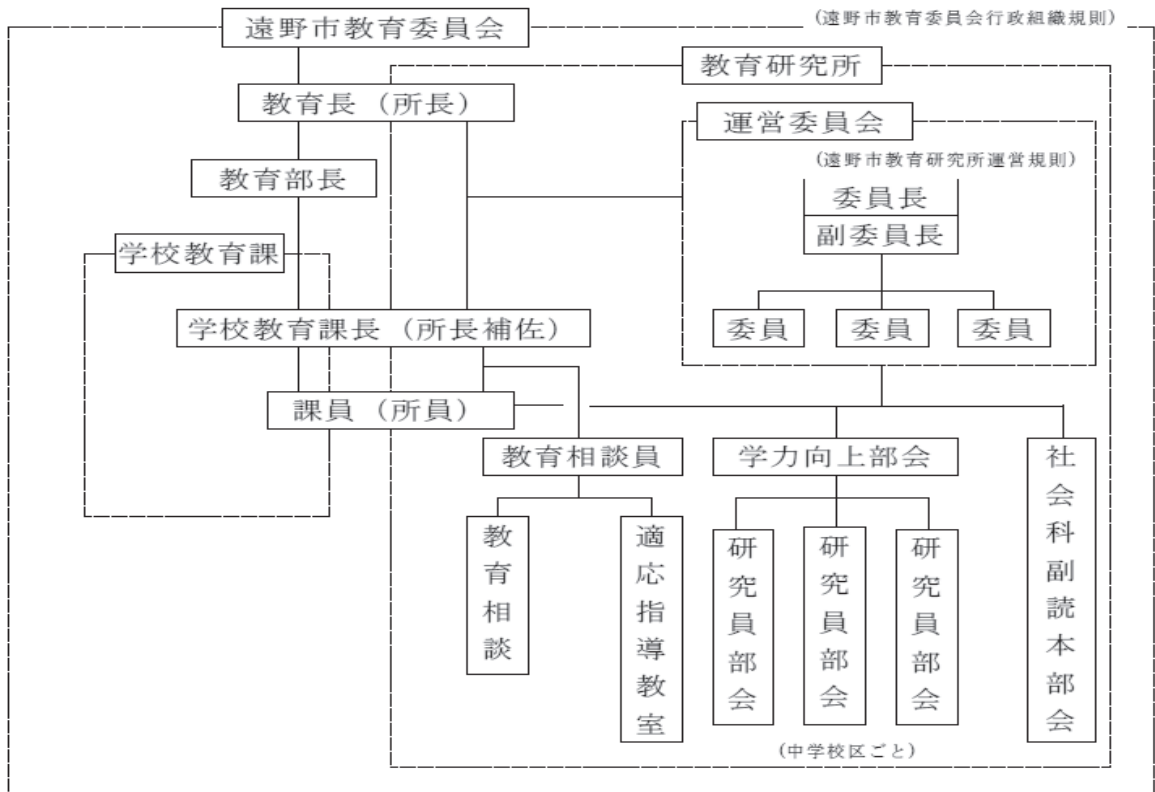 遠野市教育委員会
(遠野市教育委員会行政組織規則)
教育研究所
教育長（所長）
運営委員会
(遠野市教育研究所運営規則)
教育部長
委員長
副委員長
学校教育課
学校教育課長（所長補佐）
委員
委員
委員
課員（所員）
教育相談員
学力向上部会
社会科副読本部会
教育相談
適応指導教室
研究員部会
研究員部会
研究員部会
(中学校区ごと)